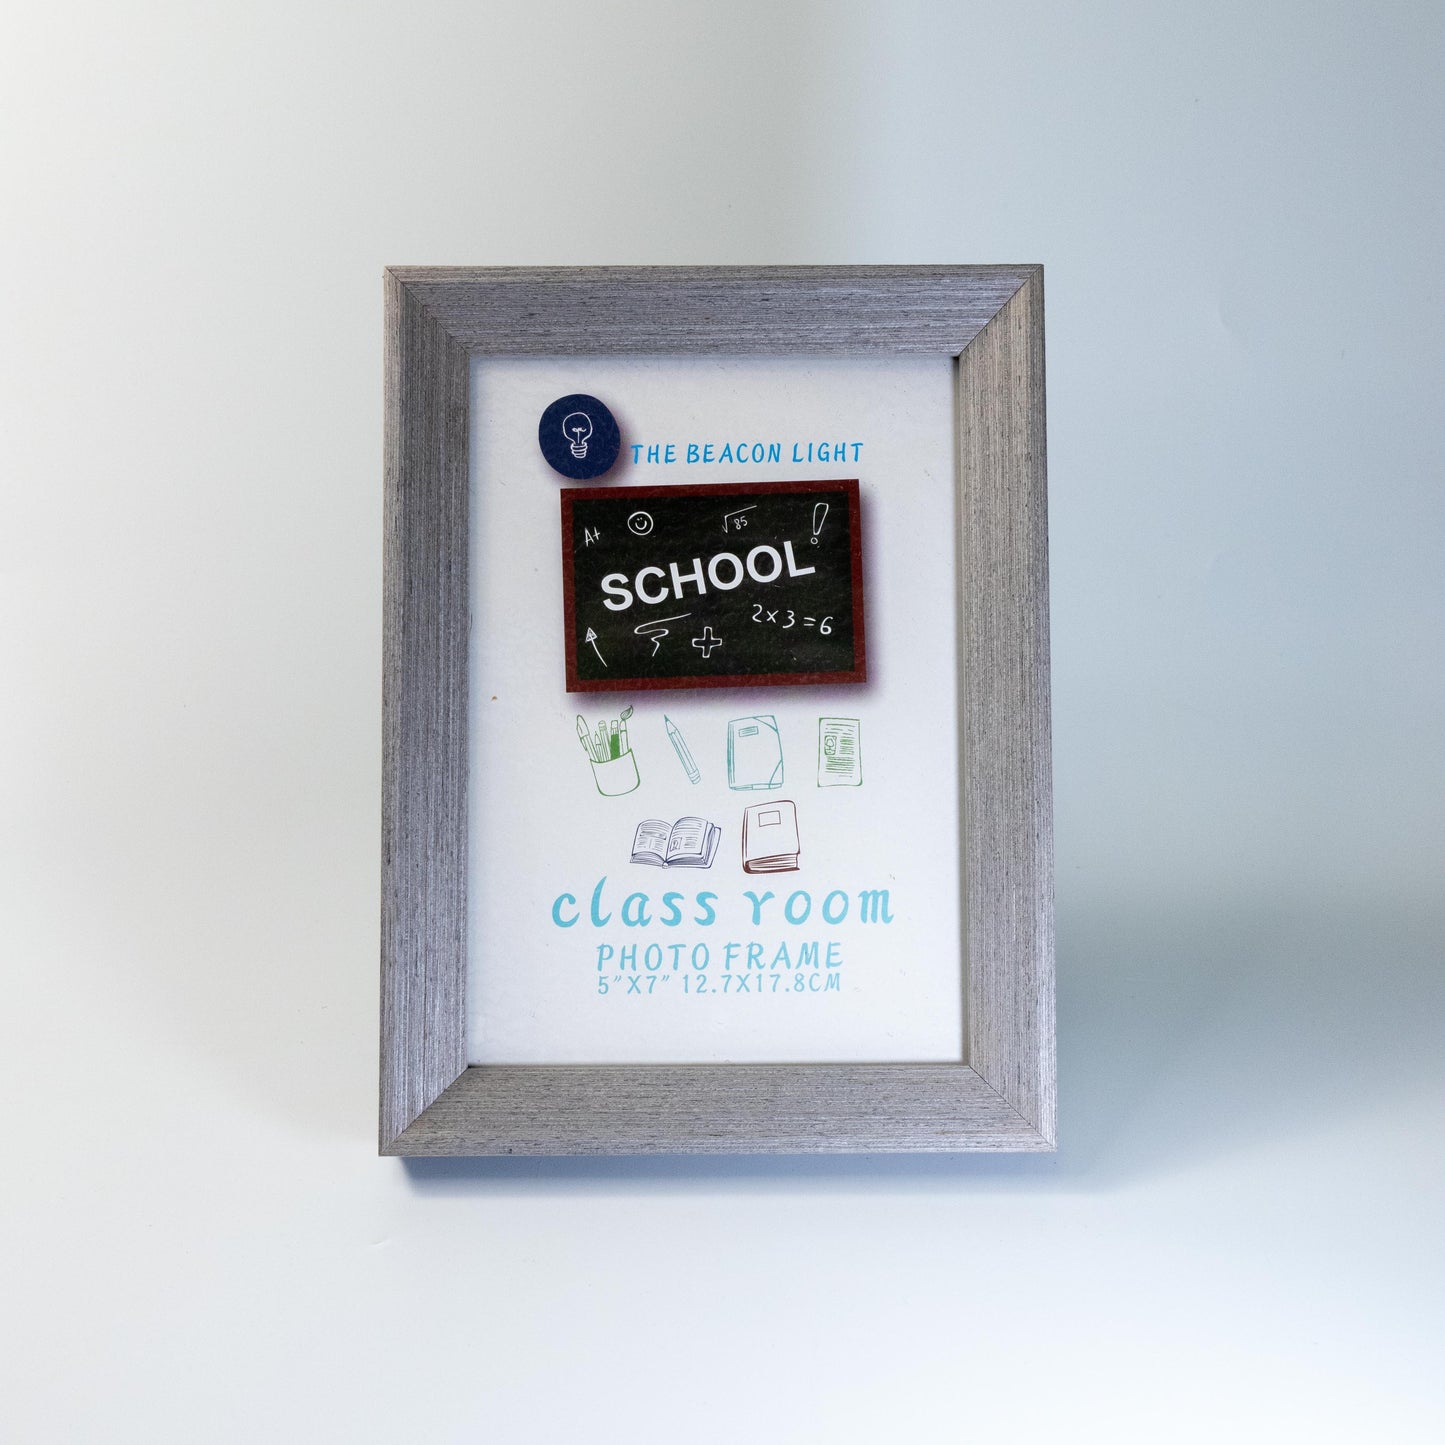 THE BEACON LIGHT
A+
√85
!
SCHOOL
2x3=6
class room
PHOTO FRAME
5"X7" 12.7X17.8CM